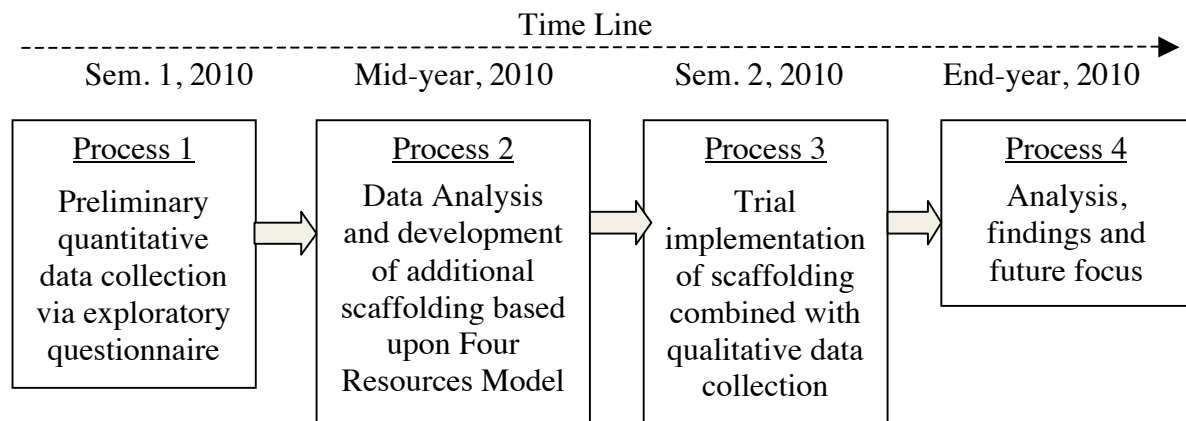 Time Line
Sem. 1, 2010
Mid-year, 2010
Sem. 2, 2010
End-year, 2010
Process 1
Preliminary
quantitative
data collection
via exploratory
questionnaire
Process 2
Data Analysis
and development
of additional
scaffolding based
upon Four
Resources Model
Process 3
Trial
implementation
of scaffolding
combined with
qualitative data
collection
Process 4
Analysis,
findings and
future focus